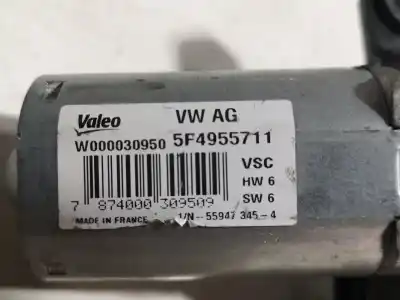 Valeo VW AG
W000030950 5F4955711
VSC
HW 6
SW 6
7 874000 309509
MADE IN FRANCE 1/N-55947 345-4